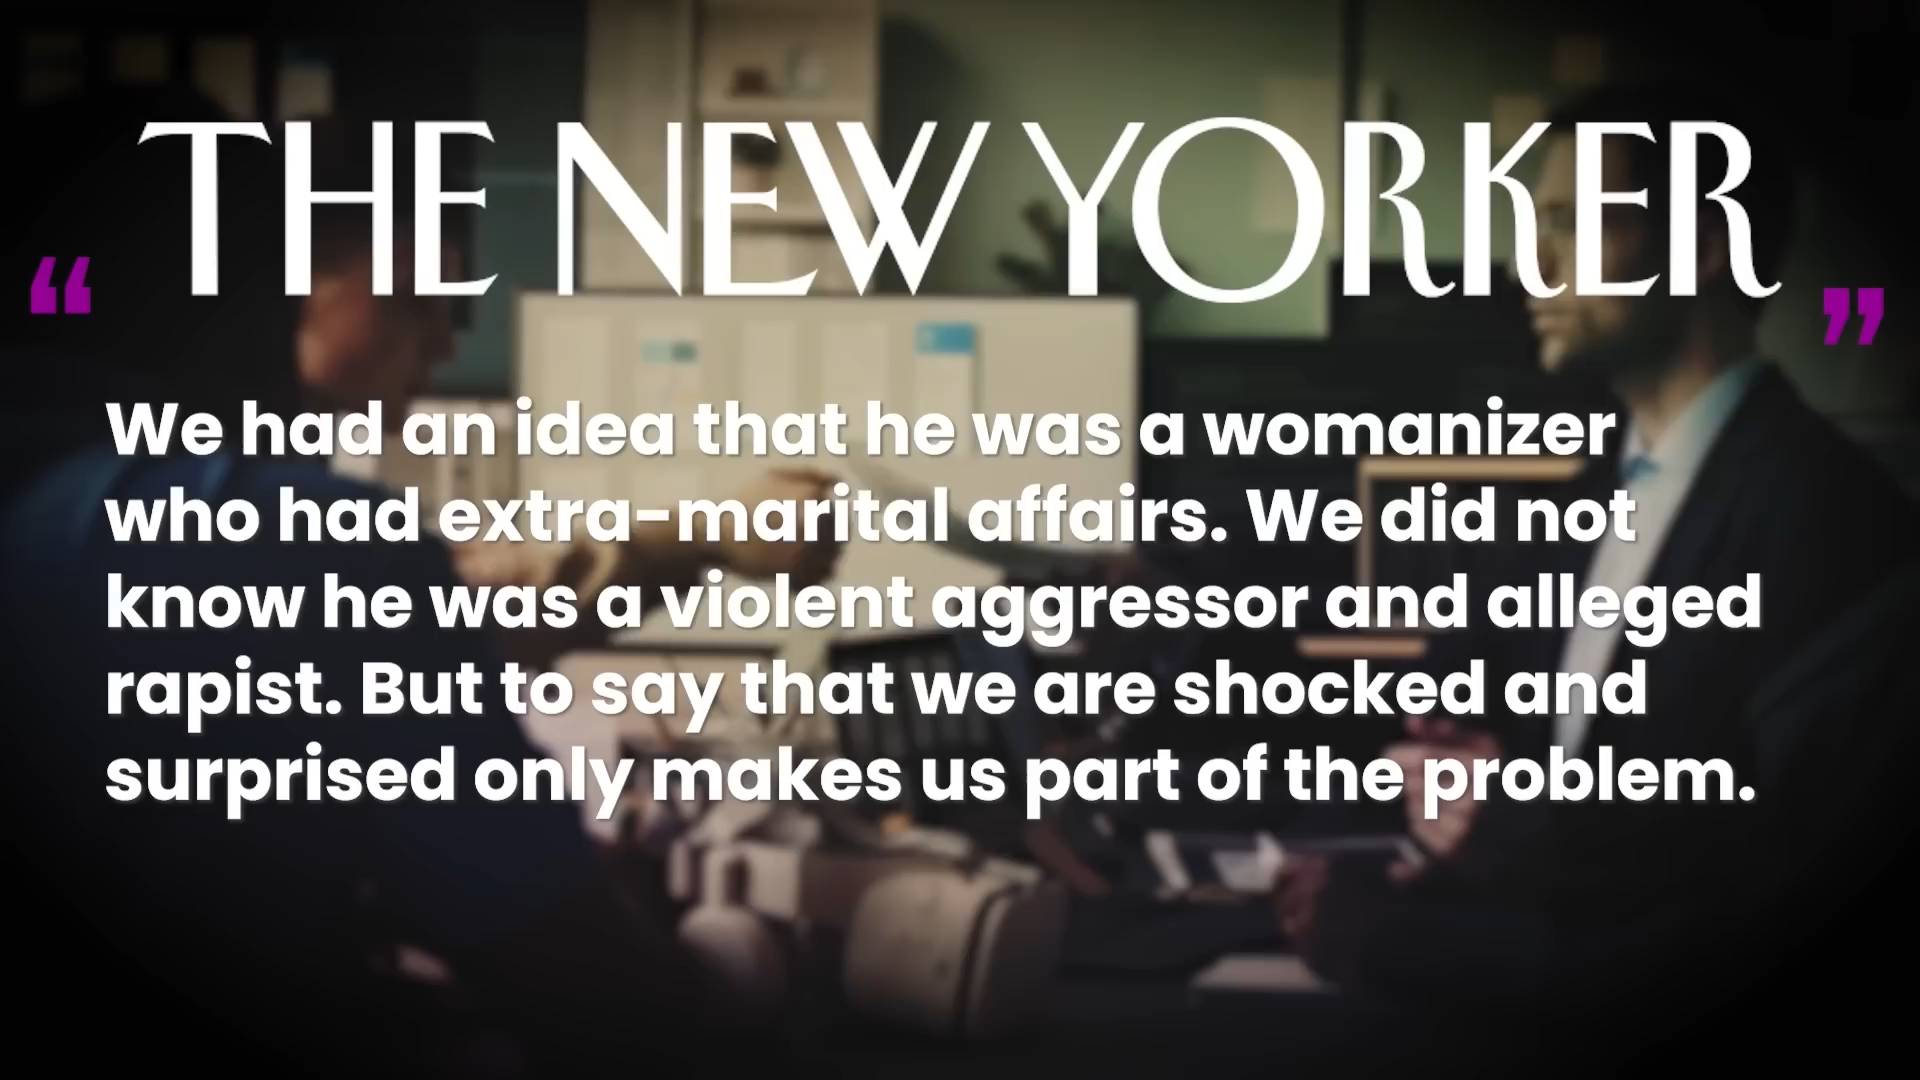 THE NEW YORKER
“ ”
We had an idea that he was a womanizer
who had extra-marital affairs. We did not
know he was a violent aggressor and alleged
rapist. But to say that we are shocked and
surprised only makes us part of the problem.